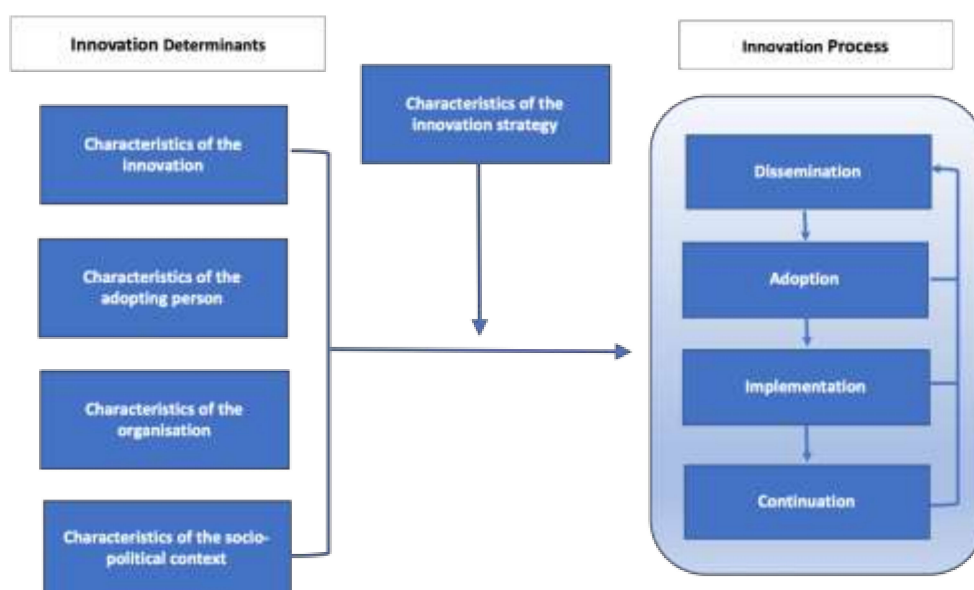 Innovation Determinants
Characteristics of the
innovation
Characteristics of the
adopting person
Characteristics of the
organisation
Characteristics of the socio-
political context
Characteristics of the
innovation strategy
Innovation Process
Dissemination
Adoption
Implementation
Continuation